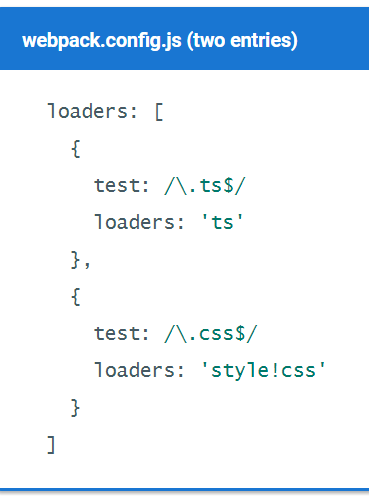 webpack.config.js (two entries)
loaders: [
  {
    test: /\.ts$/
    loaders: 'ts'
  },
  {
    test: /\.css$/
    loaders: 'style!css'
  }
]